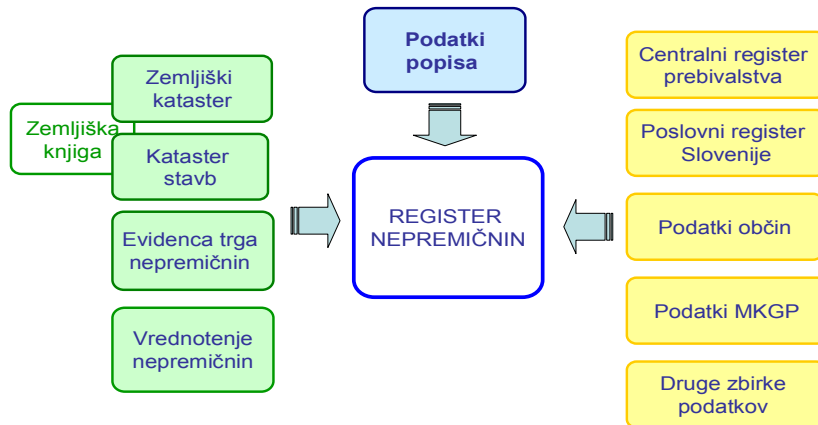 Podatki
popisa
Zemljiški
kataster
Zemljiška
knjiga
Kataster
stavb
Evidenca trga
nepremičnin
Vrednotenje
nepremičnin
REGISTER
NEPREMIČNIN
Centralni register
prebivalstva
Poslovni register
Slovenije
Podatki občin
Podatki MKGP
Druge zbirke
podatkov